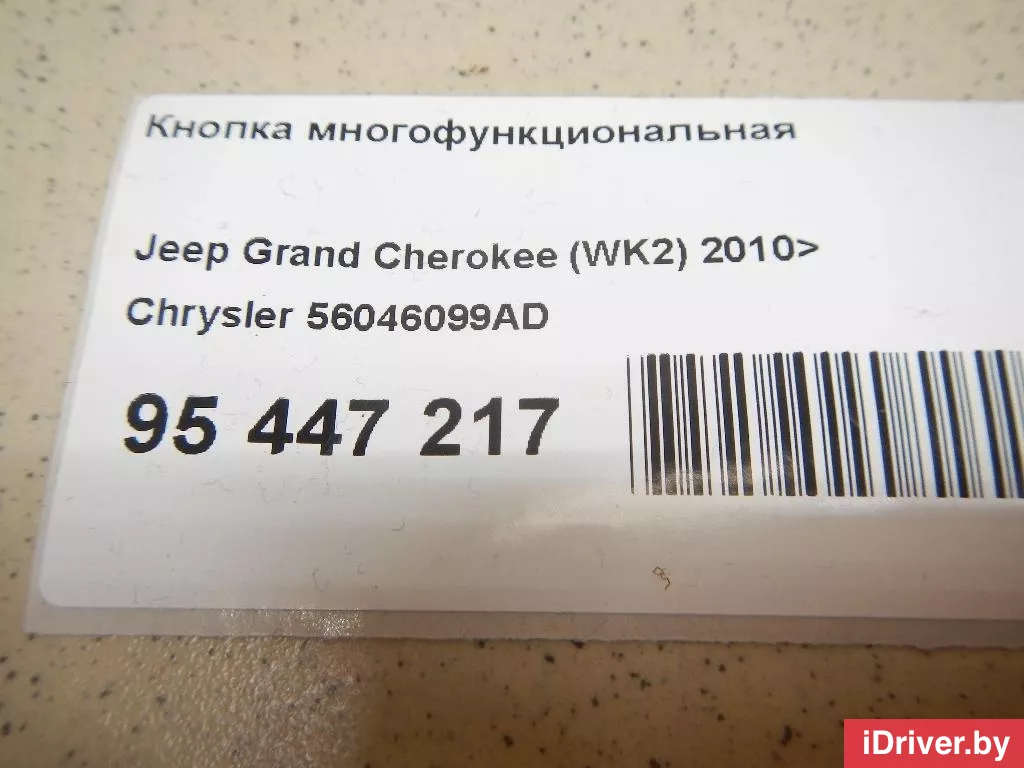 Кнопка многофункциональная
Jeep Grand Cherokee (WK2) 2010>
Chrysler 56046099AD
95 447 217
iDriver.by